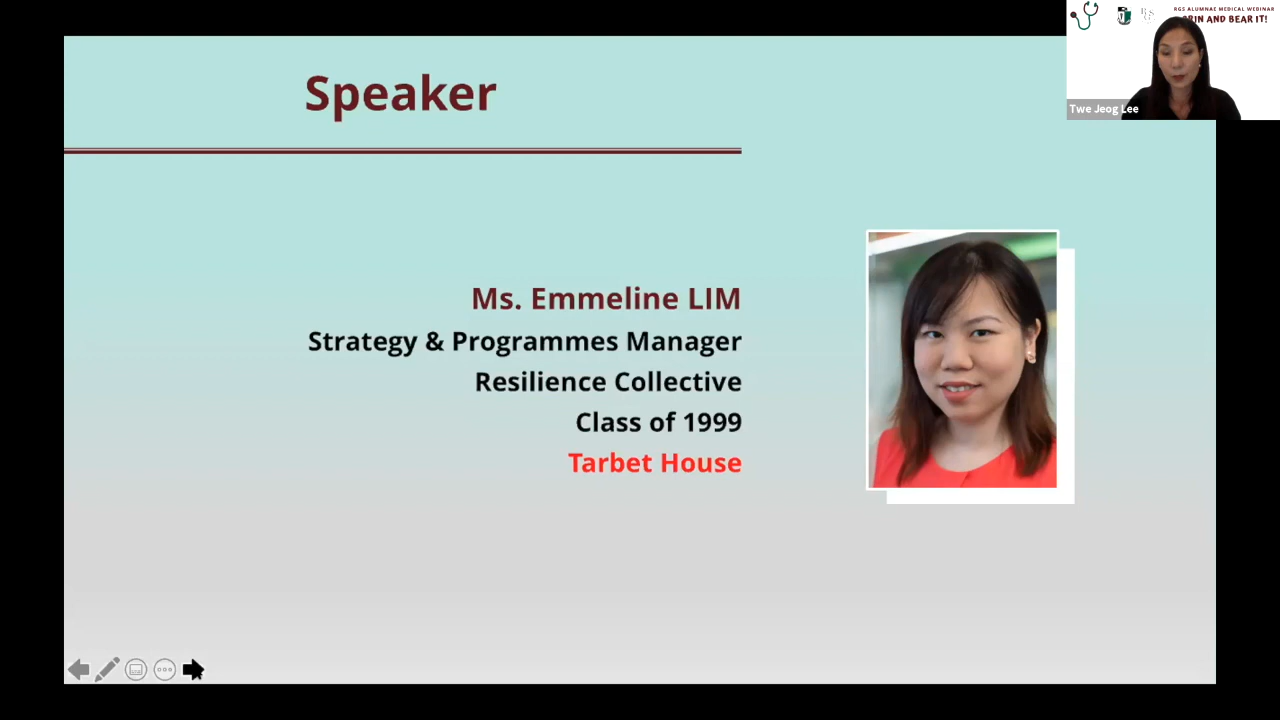 Speaker
Ms. Emmeline LIM
Strategy & Programmes Manager
Resilience Collective
Class of 1999
Tarbet House
RGS ALUMNAE MEDICAL WEBINAR
AND BEAR IT!
Twe Jeog Lee